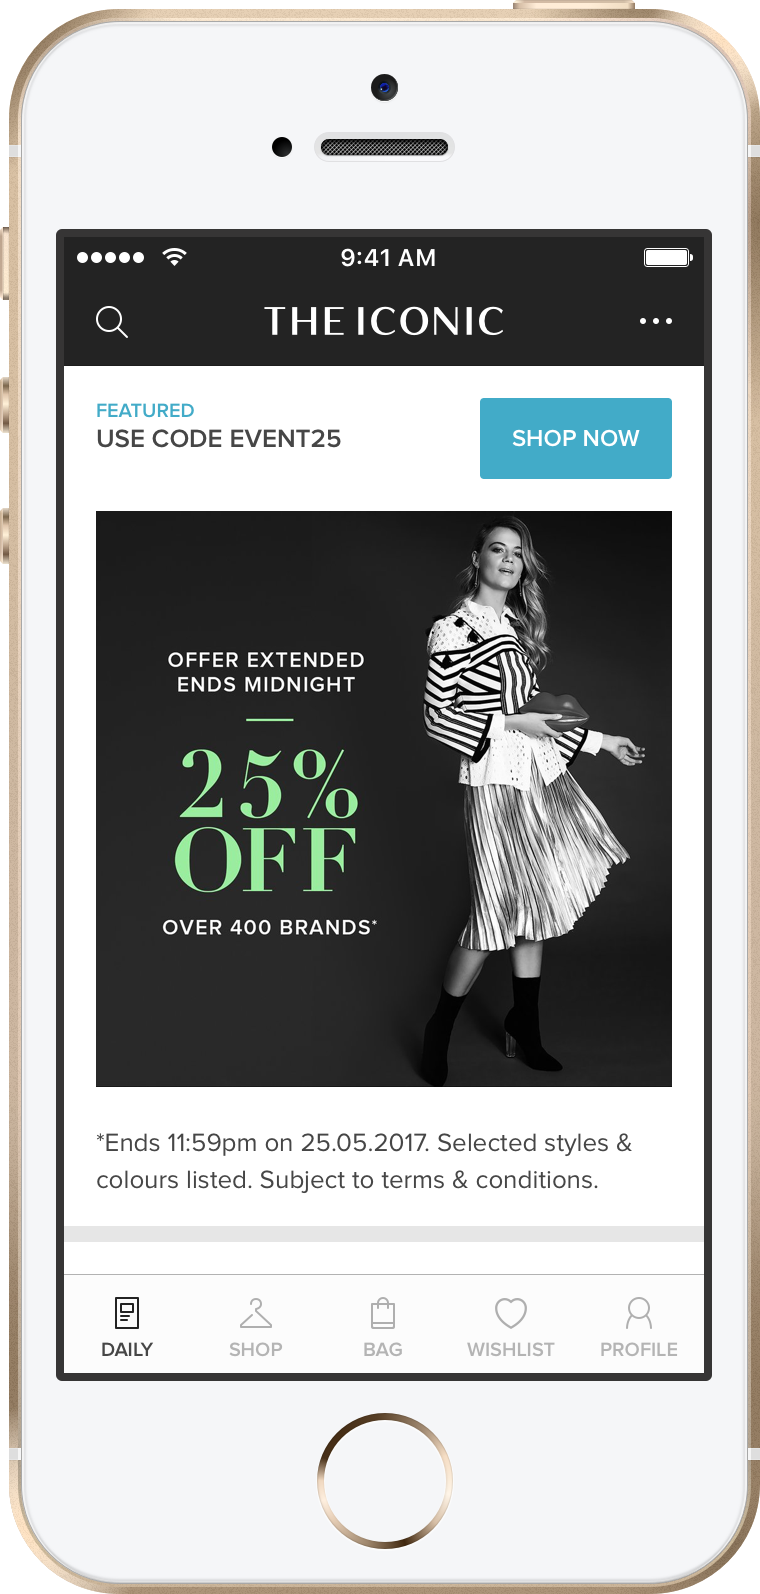 9:41 AM
THE ICONIC
FEATURED
USE CODE EVENT25
SHOP NOW
OFFER EXTENDED
ENDS MIDNIGHT
25%
OFF
OVER 400 BRANDS*
*Ends 11:59pm on 25.05.2017. Selected styles &
colours listed. Subject to terms & conditions.
DAILY SHOP BAG WISHLIST PROFILE